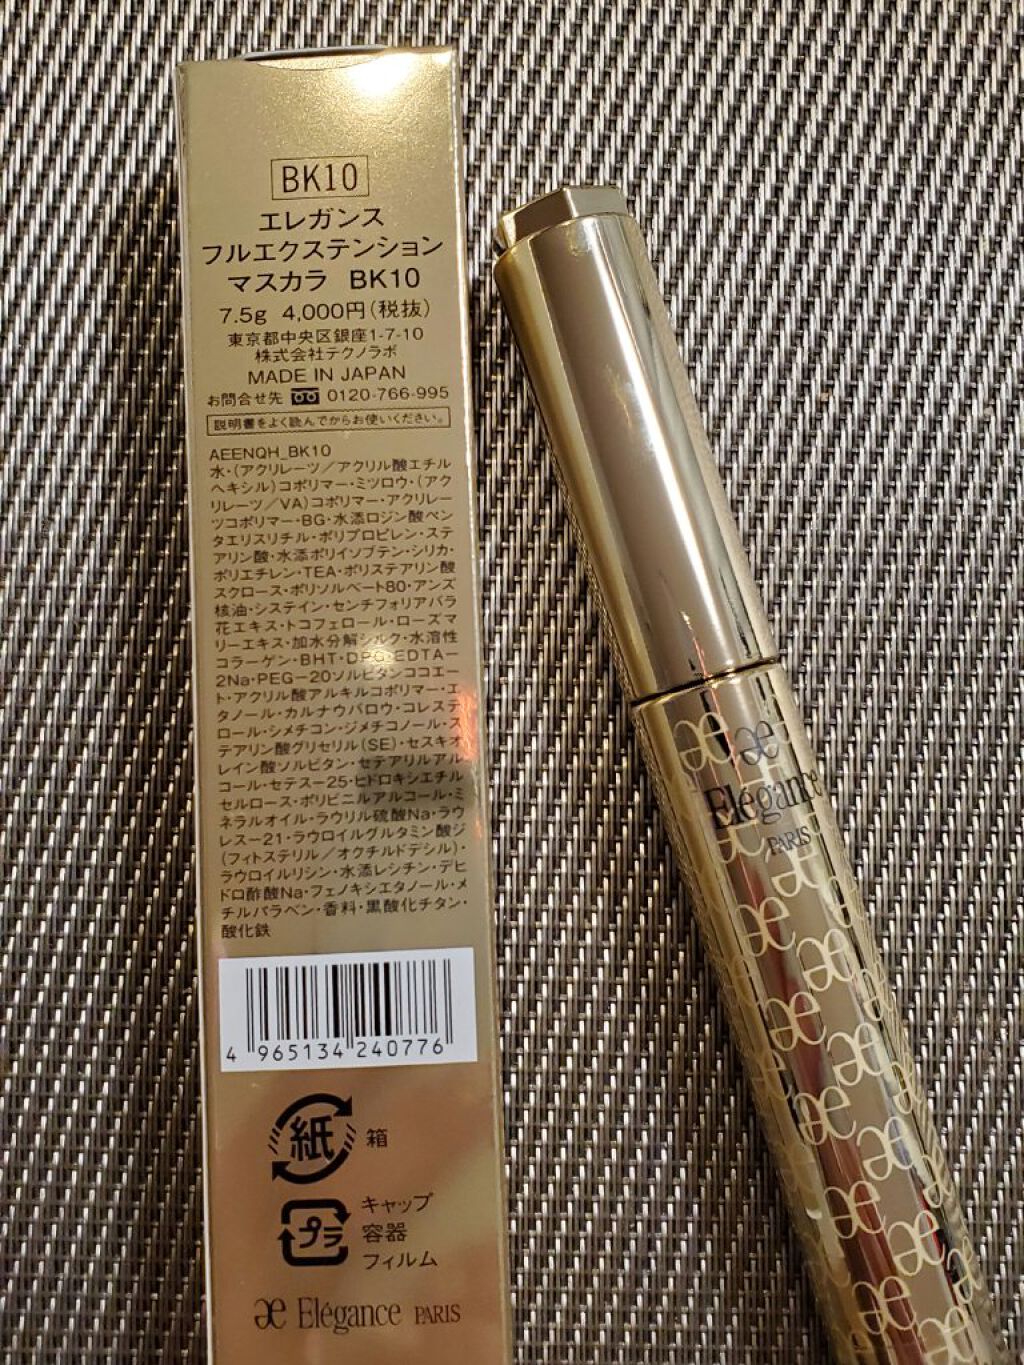 BK10
エレガンス
フルエクステンション
マスカラ BK10
7.5g 4,000円(税抜)
東京都中央区銀座1-7-10
株式会社テクノラボ
MADE IN JAPAN
お問合せ先 0120-766-995
説明書をよく読んでからお使いください。
AEENQH_BK10
水・(アクリレーツ/アクリル酸エチル
ヘキシル)コポリマー・ミツロウ・(アク
リレーツ/VA)コポリマー・アクリレー
ツコポリマー・BG・水添ロジン酸ペン
タエリスリチル・ポリプロピレン・ステ
アリン酸・水添ポリイソブテン・シリカ・
ポリエチレン・TEA・ポリステアリン酸
スクロース・ポリソルベート80・アンズ
核油・システイン・センチフォリアバラ
花エキス・トコフェロール・ローズマ
リーエキス・加水分解シルク・水溶性
コラーゲン・BHT・DPG・EDTA－
2Na・PEG－20ソルビタンココエー
ト・アクリル酸アルキルコポリマー・エ
タノール・カルナウバロウ・コレステ
ロール・シメチコン・ジメチコノール・ス
テアリン酸グリセリル(SE)・セスキオ
レイン酸ソルビタン・セテアリルアル
コール・セテス－25・ヒドロキシエチル
セルロース・ポリビニルアルコール・ミ
ネラルオイル・ラウリル硫酸Na・ラウ
レス－21・ラウロイルグルタミン酸ジ
(フィトステリル/オクチルドデシル)・
ラウロイルリシン・水添レシチン・デヒ
ドロ酢酸Na・フェノキシエタノール・メ
チルパラベン・香料・黒酸化チタン・
酸化鉄
4 965134 240776
紙 箱
プラ キャップ
容器
フィルム
æ Elégance PARIS
æ
Elégance
PARIS